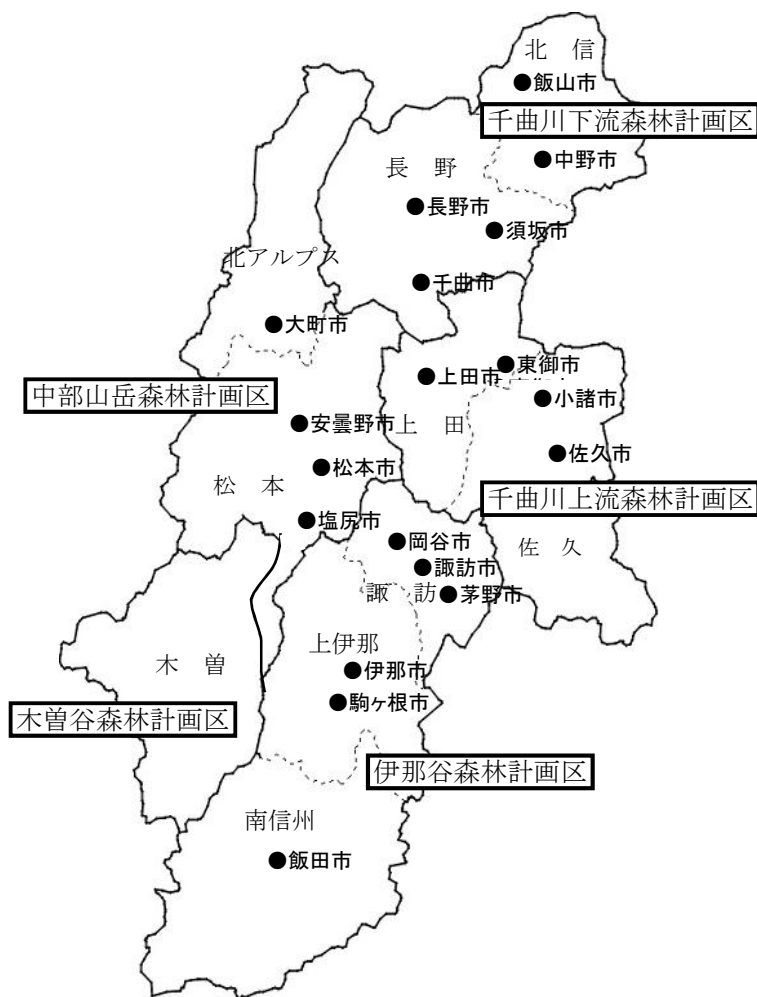 北 信
飯山市
千曲川下流森林計画区
中野市
長 野
長野市
須坂市
北アルプス
千曲市
大町市
東御市
上田市
中部山岳森林計画区
小諸市
安曇野市
上 田
佐久市
松本市
松 本
千曲川上流森林計画区
塩尻市
岡谷市
佐 久
諏訪市
諏 訪
茅野市
上伊那
木 曽
伊那市
駒ヶ根市
木曽谷森林計画区
伊那谷森林計画区
南信州
飯田市